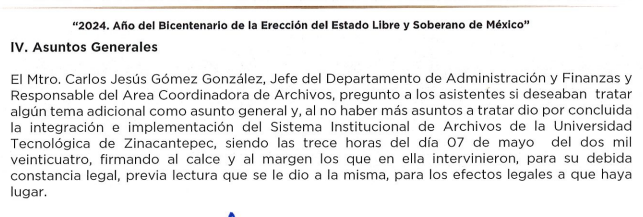 "2024. Año del Bicentenario de la Erección del Estado Libre y Soberano de México"
IV. Asuntos Generales
El Mtro. Carlos Jesús Gómez González, Jefe del Departamento de Administración y Finanzas y
Responsable del Area Coordinadora de Archivos, pregunto a los asistentes si deseaban tratar
algún tema adicional como asunto general y, al no haber más asuntos a tratar dio por concluida
la integración e implementación del Sistema Institucional de Archivos de la Universidad
Tecnológica de Zinacantepec, siendo las trece horas del día 07 de mayo del dos mil
veinticuatro, firmando al calce y al margen los que en ella intervinieron, para su debida
constancia legal, previa lectura que se le dio a la misma, para los efectos legales a que haya
lugar.